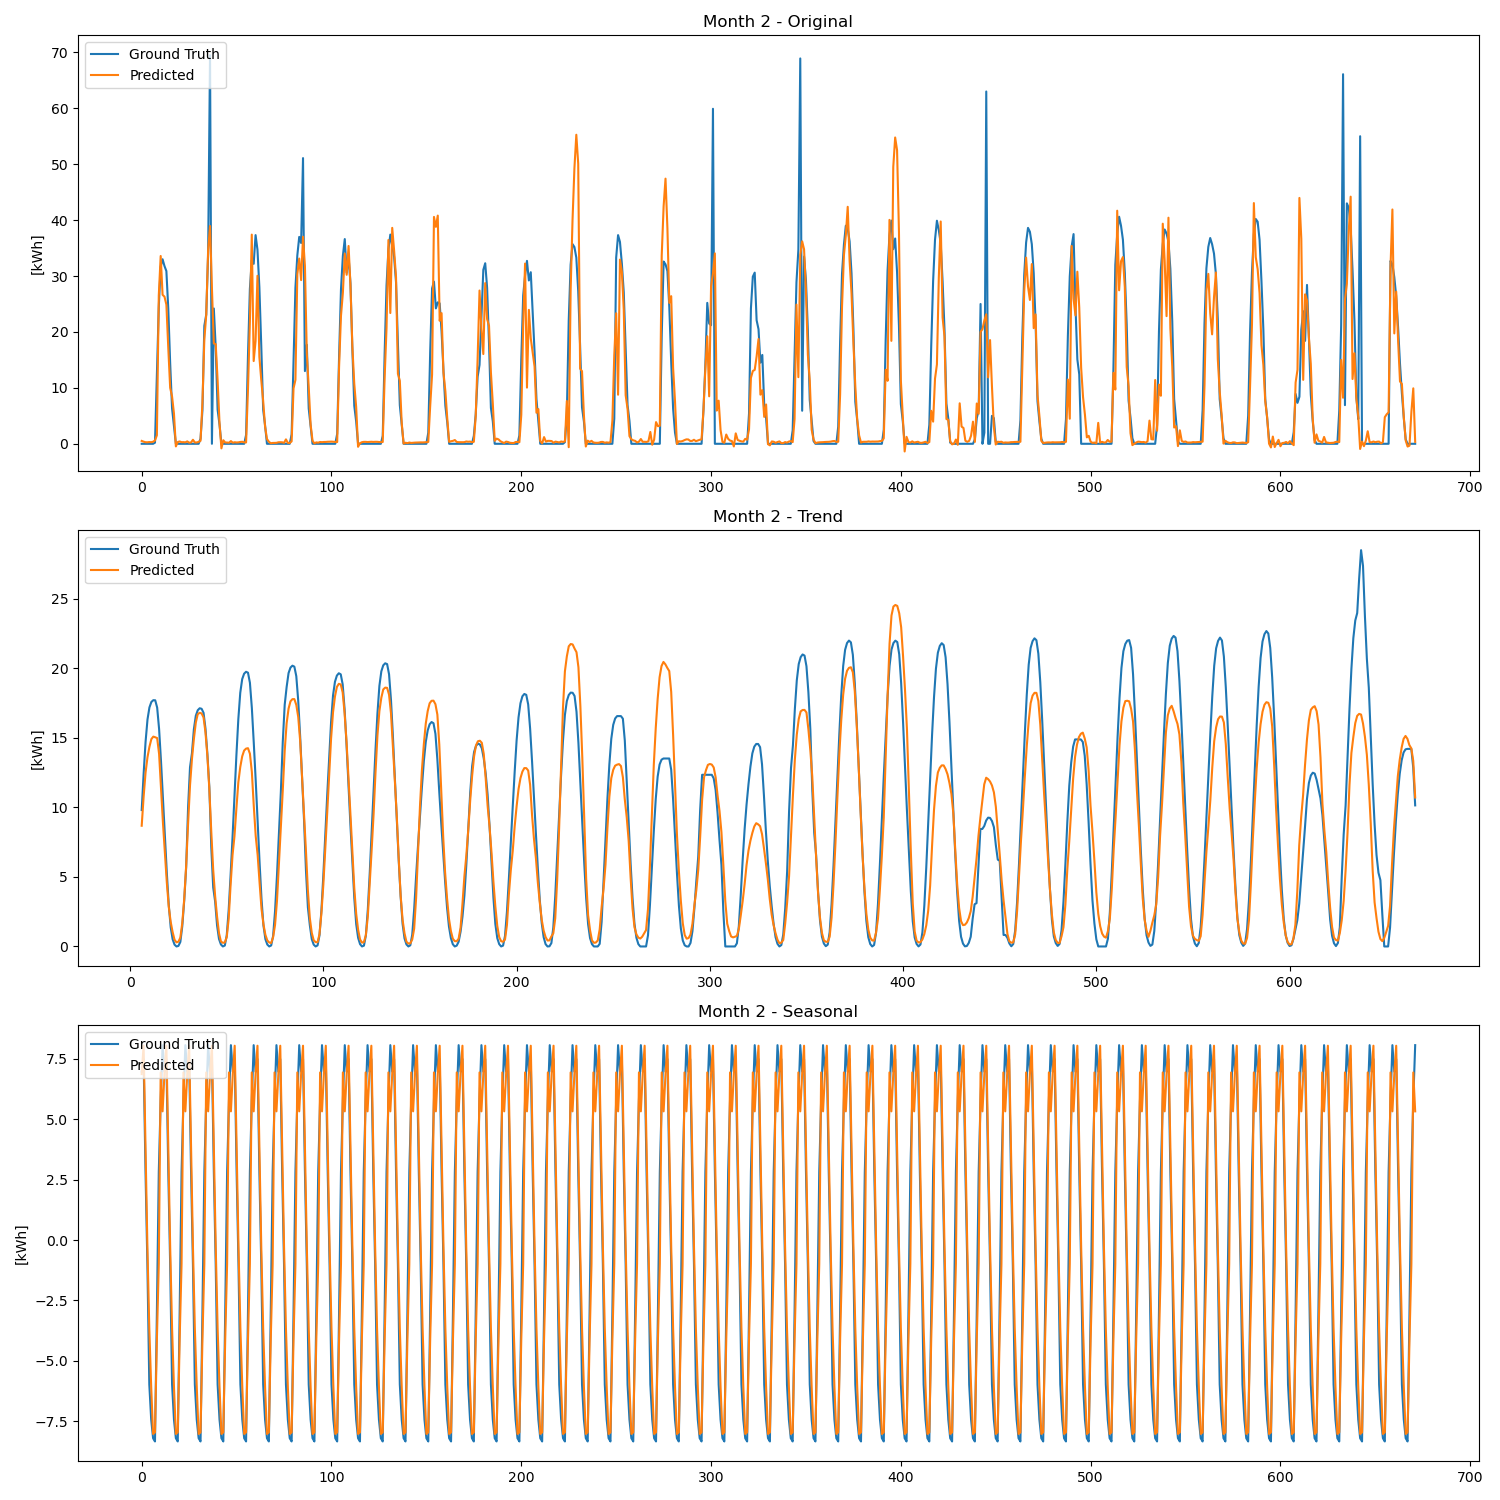 Month 2 - Original
Ground Truth
Predicted
[kWh]
70
60
50
40
30
20
10
0
0 100 200 300 400 500 600 700
Month 2 - Trend
Ground Truth
Predicted
[kWh]
25
20
15
10
5
0
0 100 200 300 400 500 600
Month 2 - Seasonal
Ground Truth
Predicted
[kWh]
7.5
5.0
2.5
0.0
−2.5
−5.0
−7.5
0 100 200 300 400 500 600 700